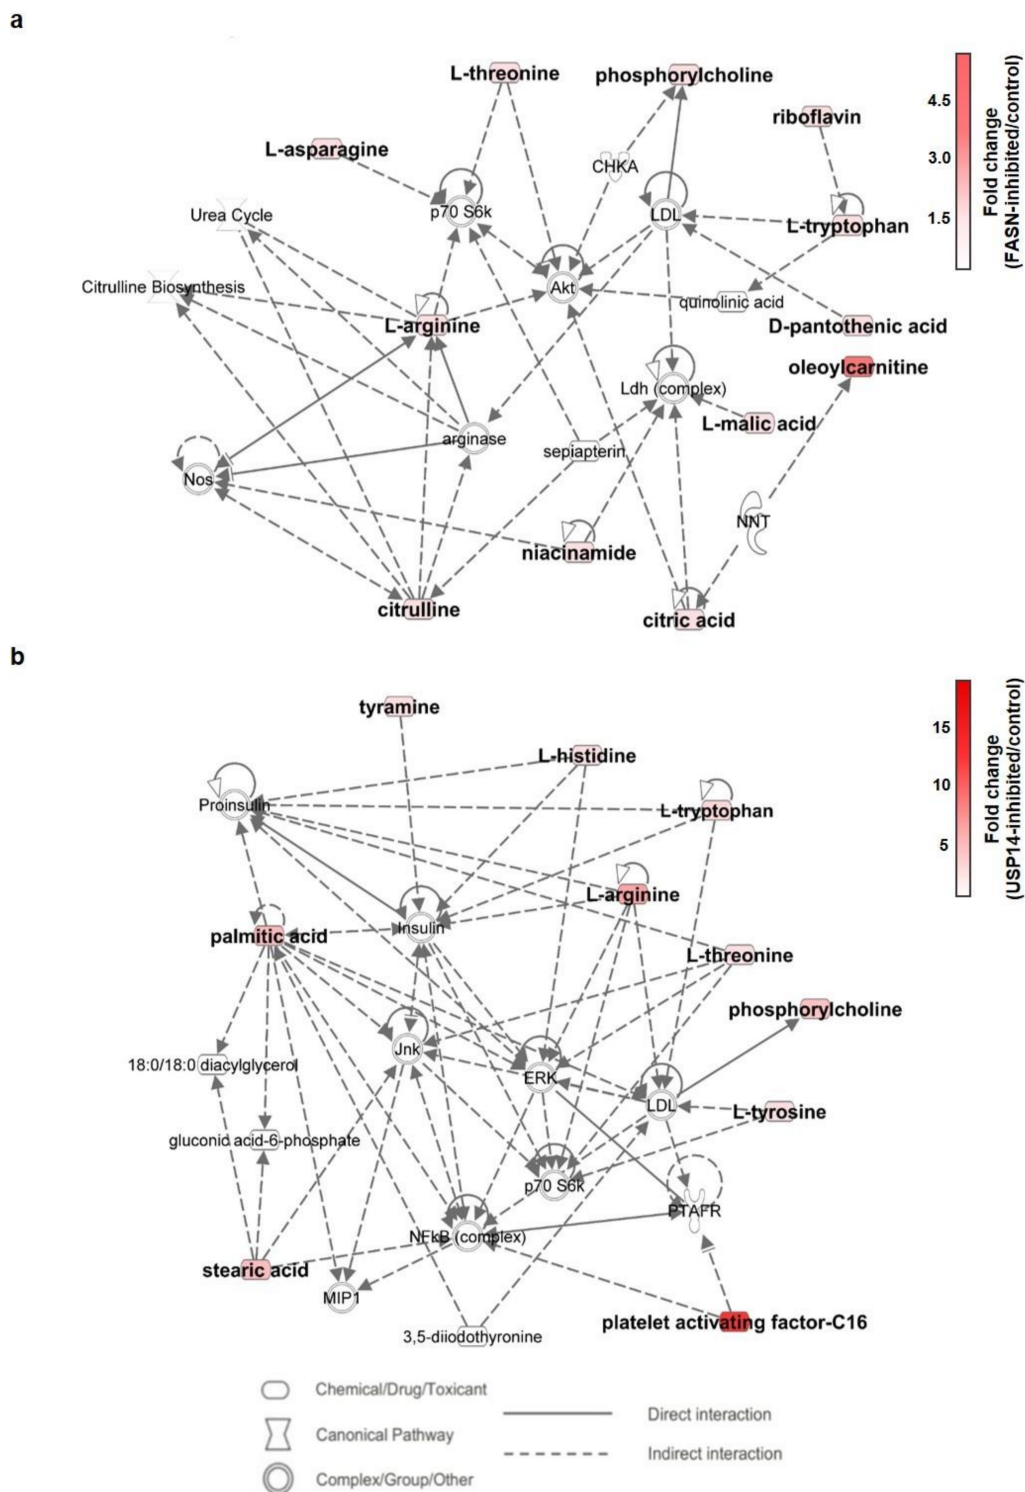 a
L-threonine
phosphorylcholine
riboflavin
4.5
3.0
1.5
Fold change
(FASN-inhibited/control)
L-asparagine
CHKA
Urea Cycle
p70 S6k
LDL
L-tryptophan
Citrulline Biosynthesis
Akt
quinolinic acid
L-arginine
D-pantothenic acid
oleoylcarnitine
Ldh (complex)
L-malic acid
arginase
sepiapterin
Nos
NNT
niacinamide
citrulline
citric acid
b
tyramine
15
10
5
Fold change
(USP14-inhibited/control)
L-histidine
Proinsulin
L-tryptophan
L-arginine
Insulin
palmitic acid
L-threonine
phosphorylcholine
Jnk
18:0/18:0 diacylglycerol
ERK
LDL
L-tyrosine
gluconic acid-6-phosphate
p70 S6k
PTAFR
NFkB (complex)
stearic acid
MIP1
platelet activating factor-C16
3,5-diiodothyronine
Chemical/Drug/Toxicant
Direct interaction
Canonical Pathway
Indirect interaction
Complex/Group/Other